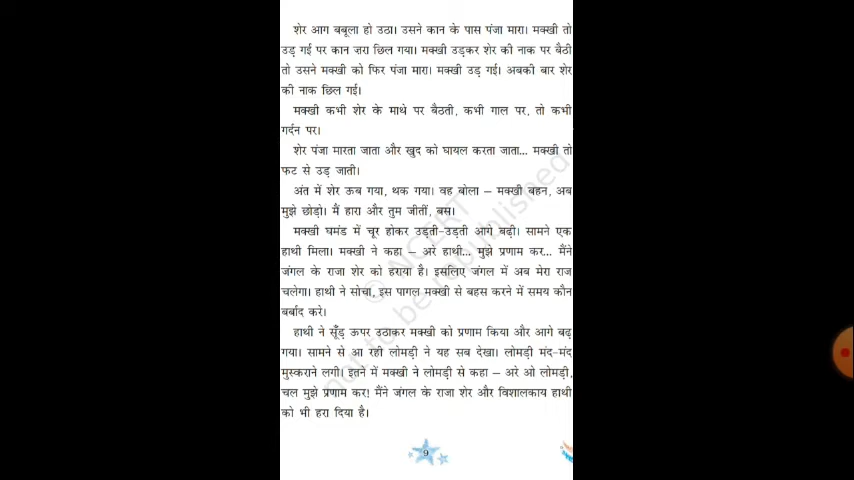 शेर आग बबूला हो उठा। उसने कान के पास पंजा मारा। मक्खी तो
उड़ गई पर कान ज़रा छिल गया। मक्खी उड़कर शेर की नाक पर बैठी
तो उसने मक्खी को फिर पंजा मारा। मक्खी उड़ गई। अबकी बार शेर
की नाक छिल गई।
मक्खी कभी शेर के माथे पर बैठती, कभी गाल पर, तो कभी
गर्दन पर।
शेर पंजा मारता जाता और खुद को घायल करता जाता... मक्खी तो
फट से उड़ जाती।
अंत में शेर ऊब गया, थक गया। वह बोला – मक्खी बहन, अब
मुझे छोड़ो। मैं हारा और तुम जीतीं, बस।
मक्खी घमंड में चूर होकर उड़ती-उड़ती आगे बढ़ी। सामने एक
हाथी मिला। मक्खी ने कहा – अरे हाथी... मुझे प्रणाम कर... मैंने
जंगल के राजा शेर को हराया है। इसलिए जंगल में अब मेरा राज
चलेगा। हाथी ने सोचा, इस पागल मक्खी से बहस करने में समय कौन
बर्बाद करे।
हाथी ने सूँड़ ऊपर उठाकर मक्खी को प्रणाम किया और आगे बढ़
गया। सामने से आ रही लोमड़ी ने यह सब देखा। लोमड़ी मंद-मंद
मुस्कराने लगी। इतने में मक्खी ने लोमड़ी से कहा – अरे ओ लोमड़ी,
चल मुझे प्रणाम कर! मैंने जंगल के राजा शेर और विशालकाय हाथी
को भी हरा दिया है।
© NCERT
not to be republished
9